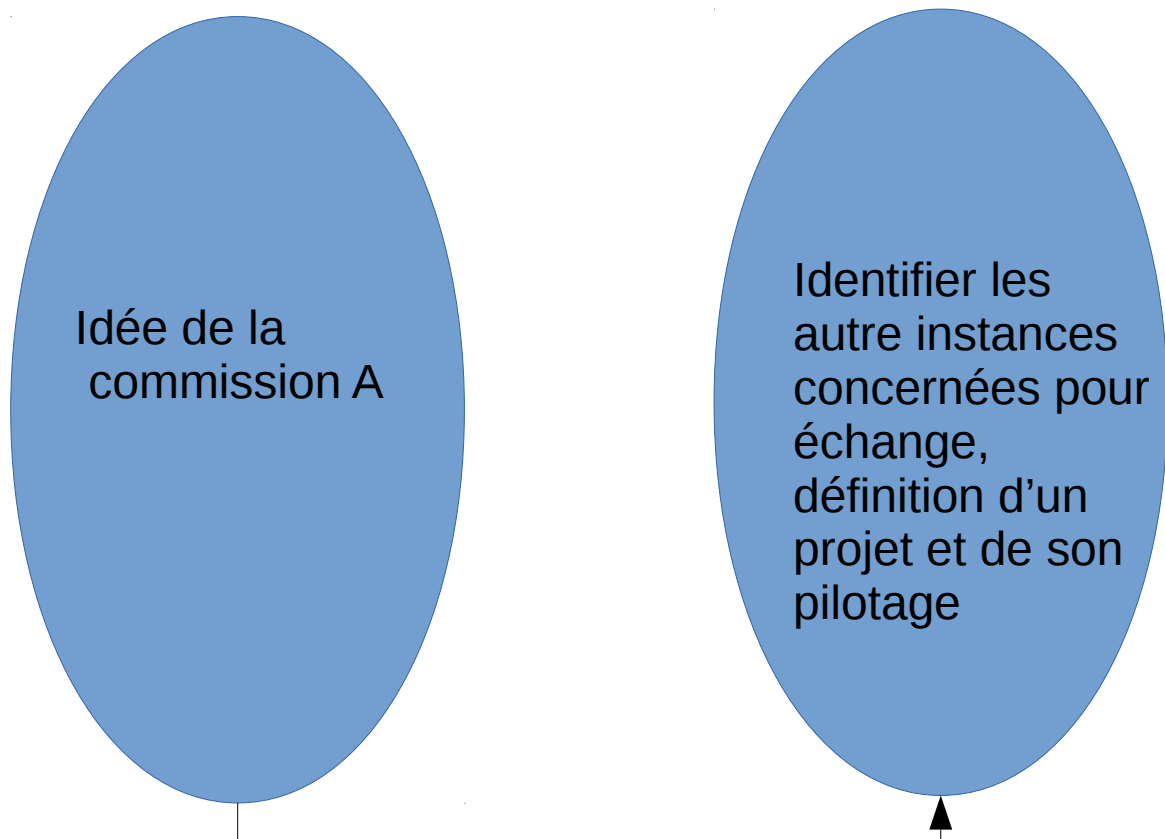 Idée de la
commission A
Identifier les
autre instances
concernées pour
échange,
définition d’un
projet et de son
pilotage